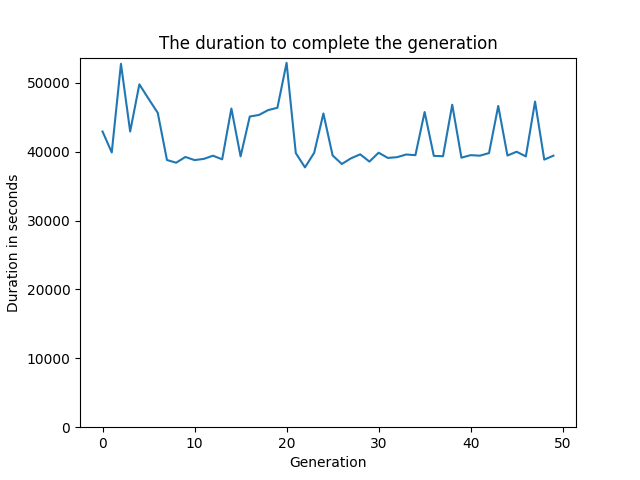 The duration to complete the generation
50000
40000
30000
20000
10000
0
Duration in seconds
0 10 20 30 40 50
Generation